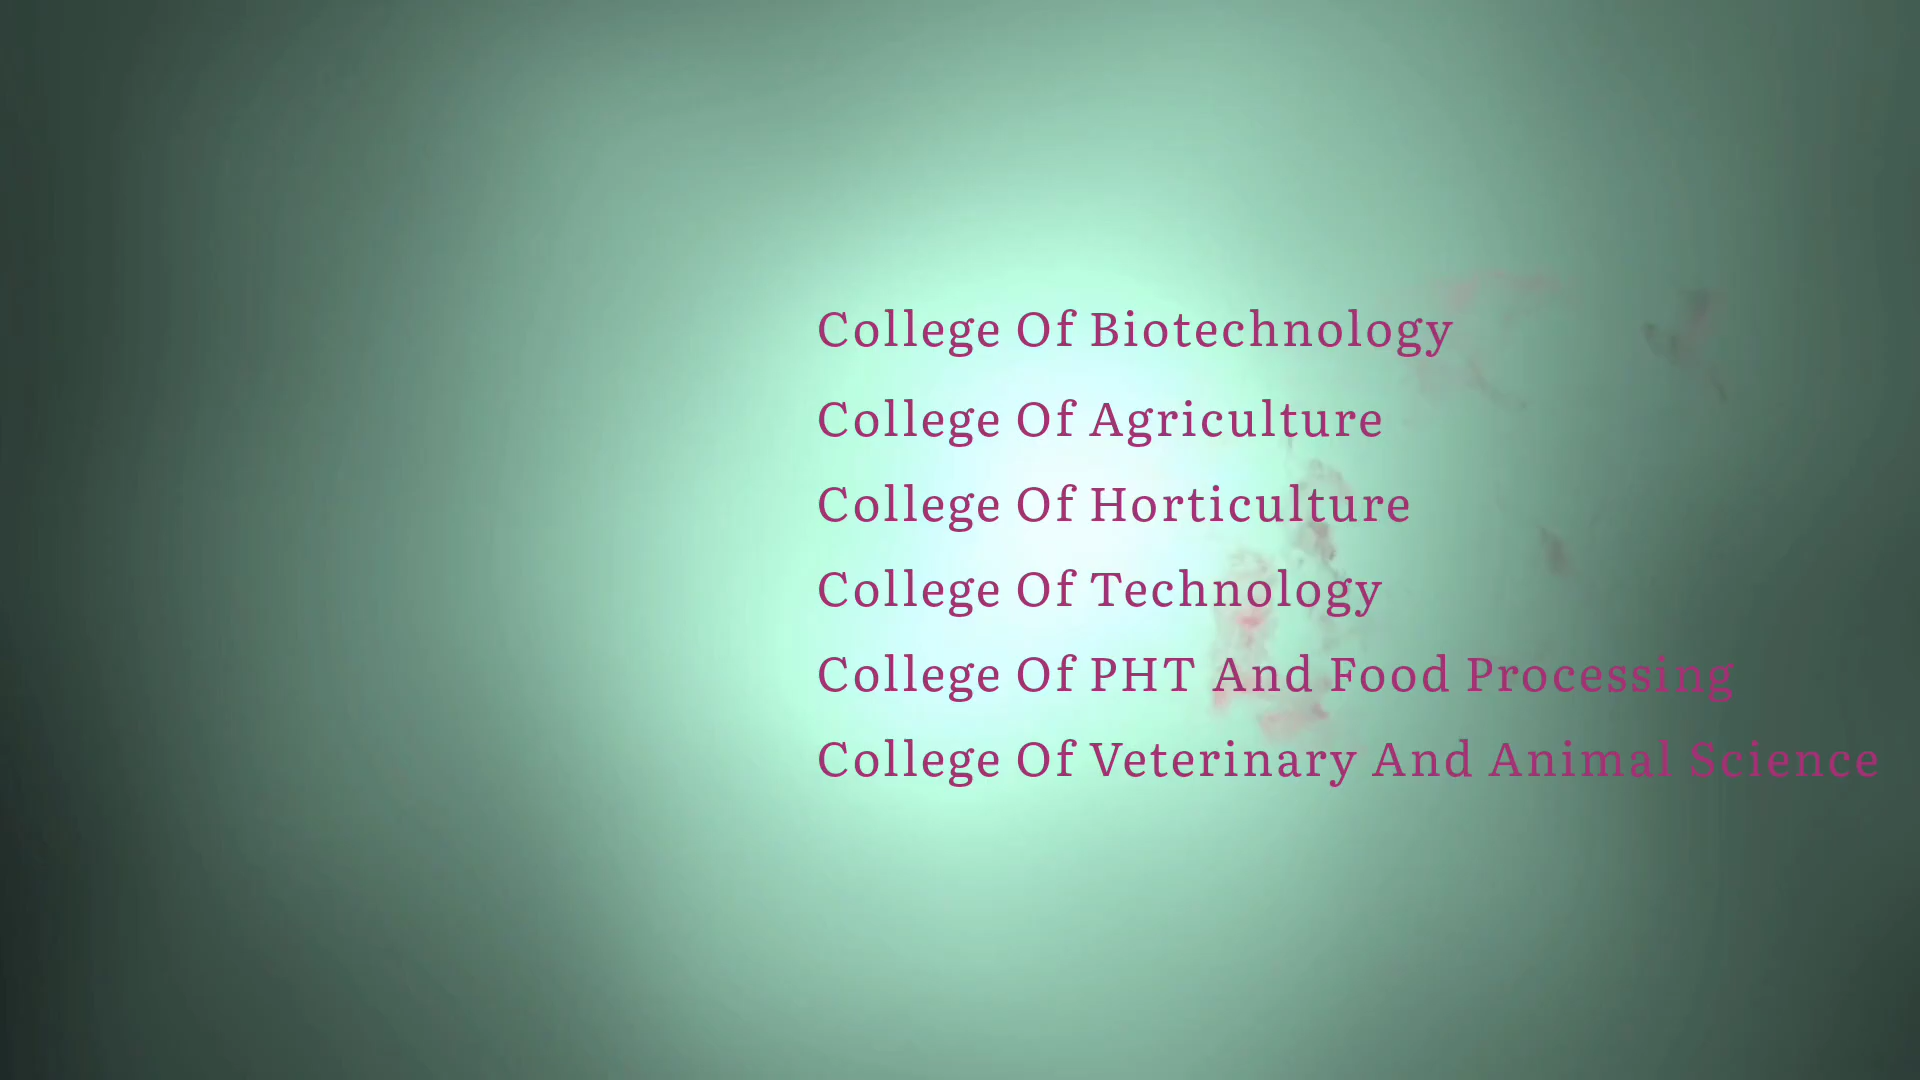 College Of Biotechnology
College Of Agriculture
College Of Horticulture
College Of Technology
College Of PHT And Food Processing
College Of Veterinary And Animal Science